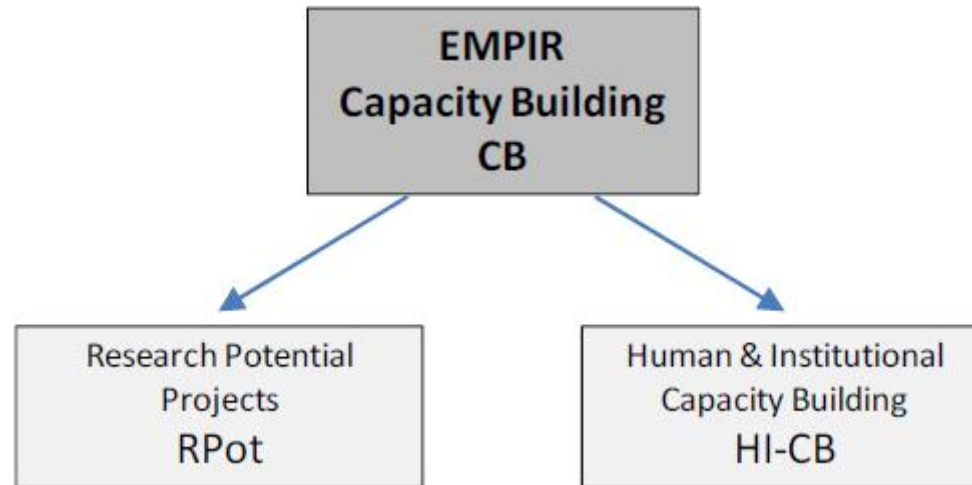 EMPIR
Capacity Building
CB
Research Potential
Projects
RPot
Human & Institutional
Capacity Building
HI-CB